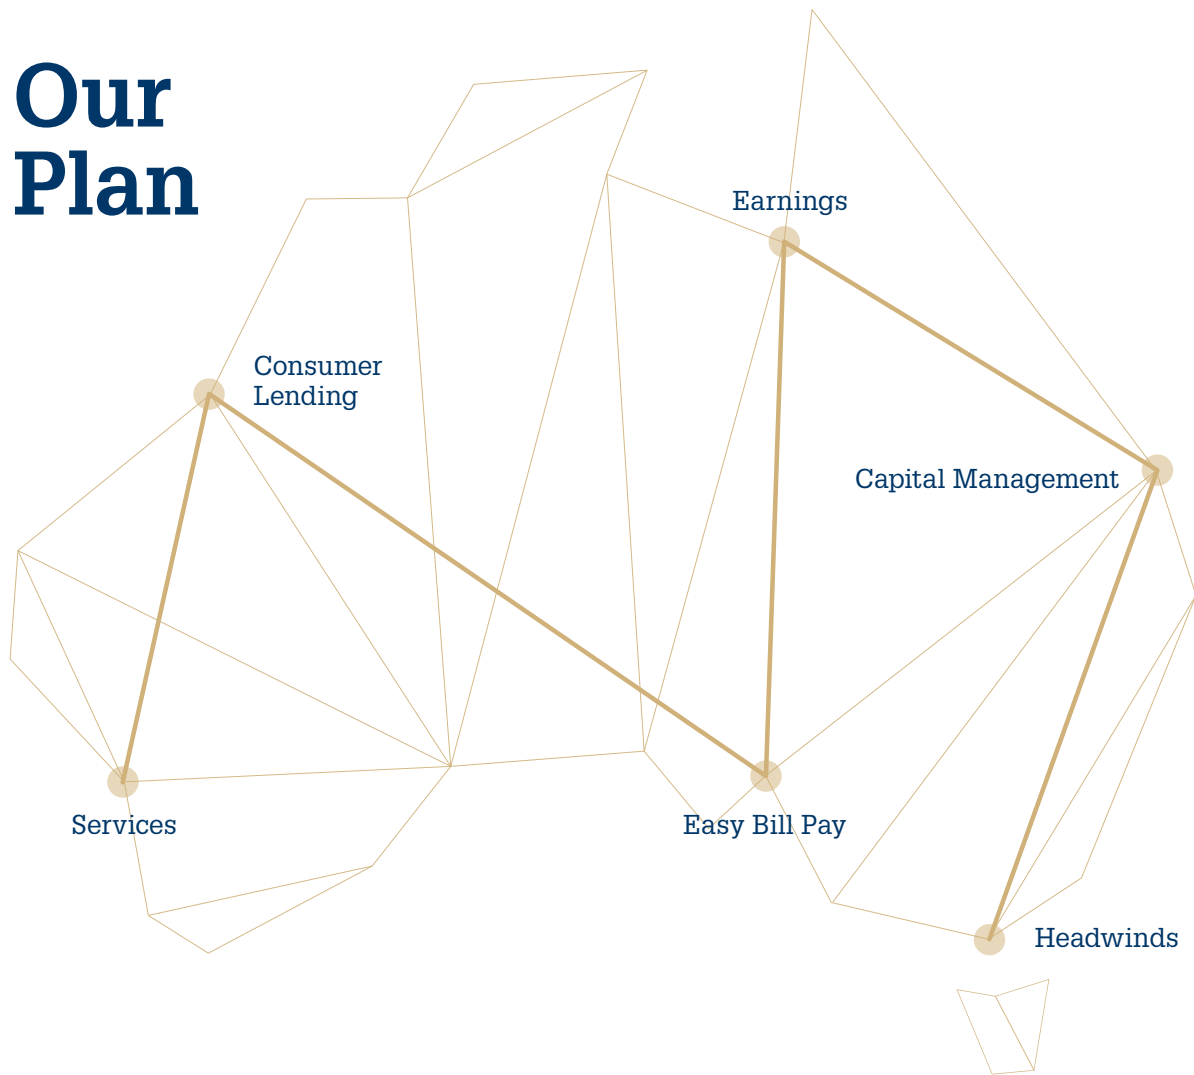 Our
Plan
Earnings
Consumer
Lending
Capital Management
Services
Easy Bill Pay
Headwinds